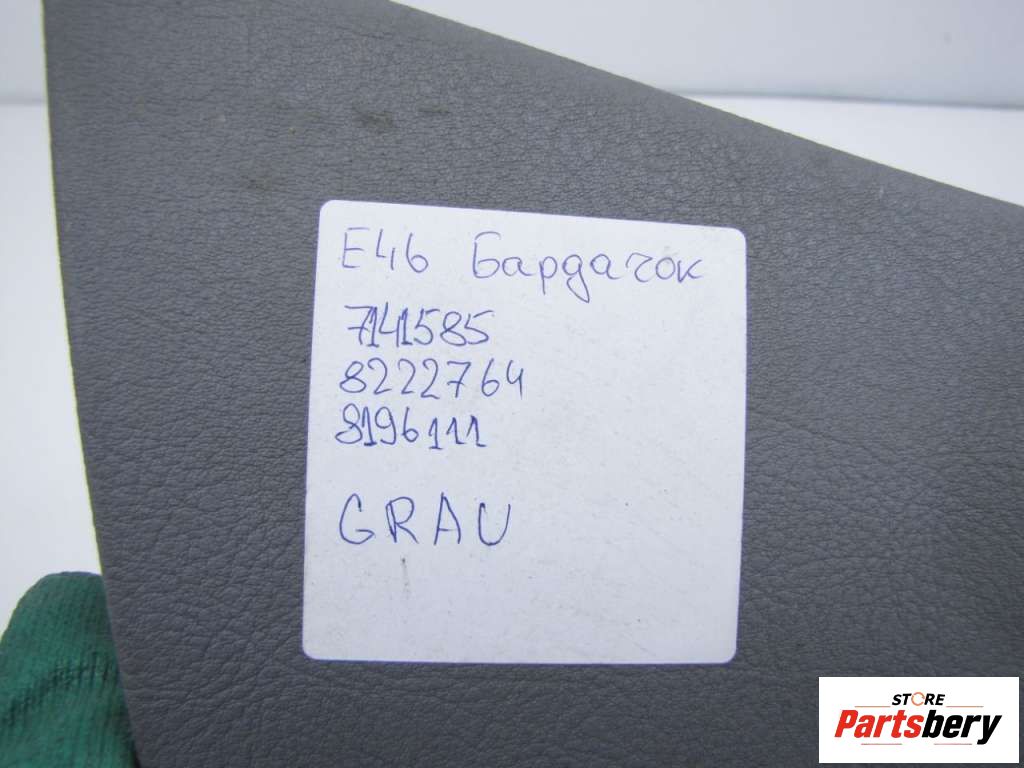 E46 Бардачок
7141585
8222764
8196111
GRAU
STORE
Partsbery